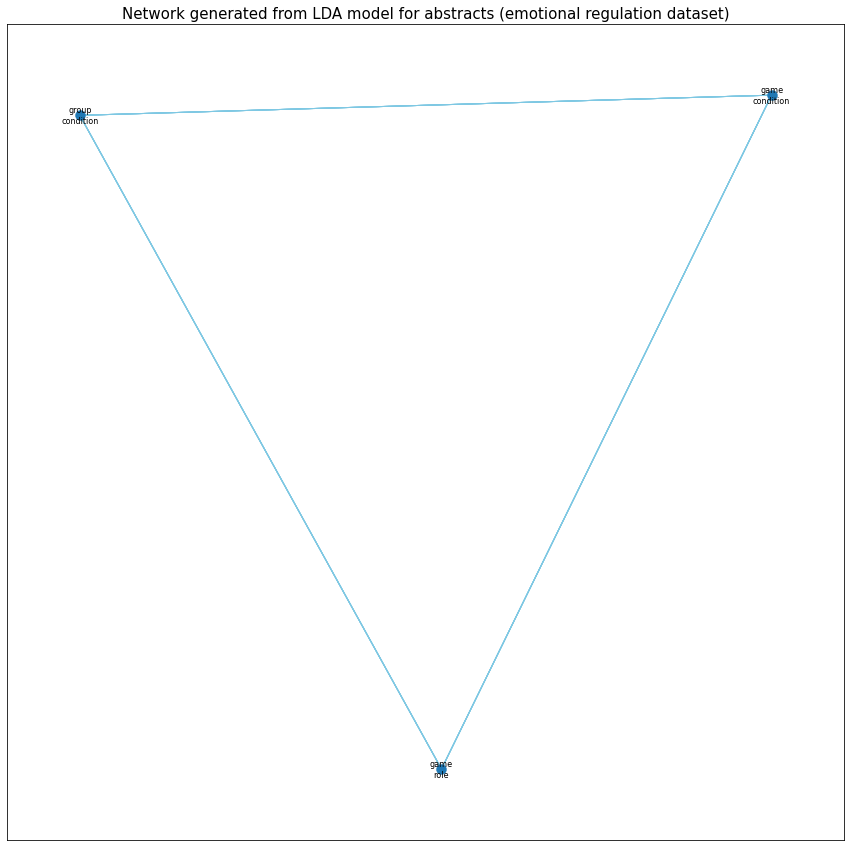 Network generated from LDA model for abstracts (emotional regulation dataset)
game
condition
group
condition
game
role